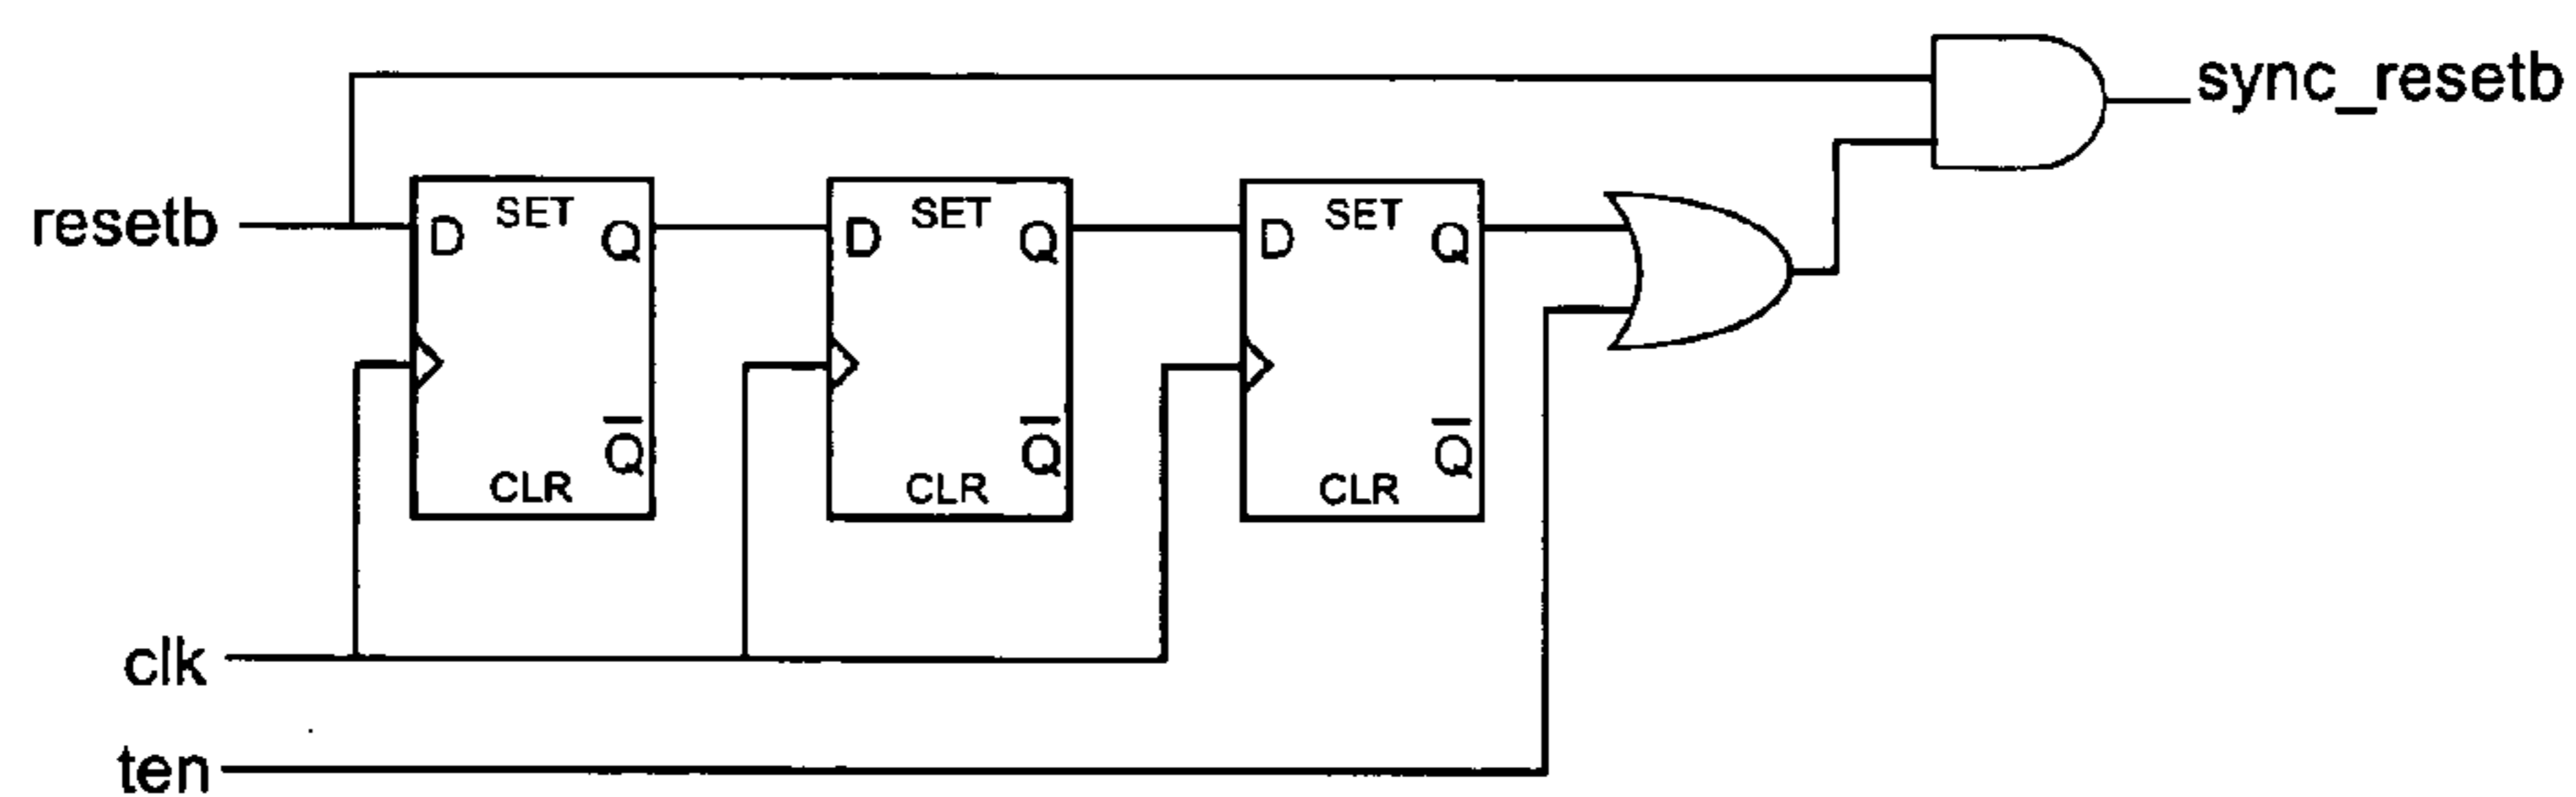 sync_resetb
resetb
D SET Q
Q
CLR
D SET Q
Q
CLR
D SET Q
Q
CLR
clk
ten